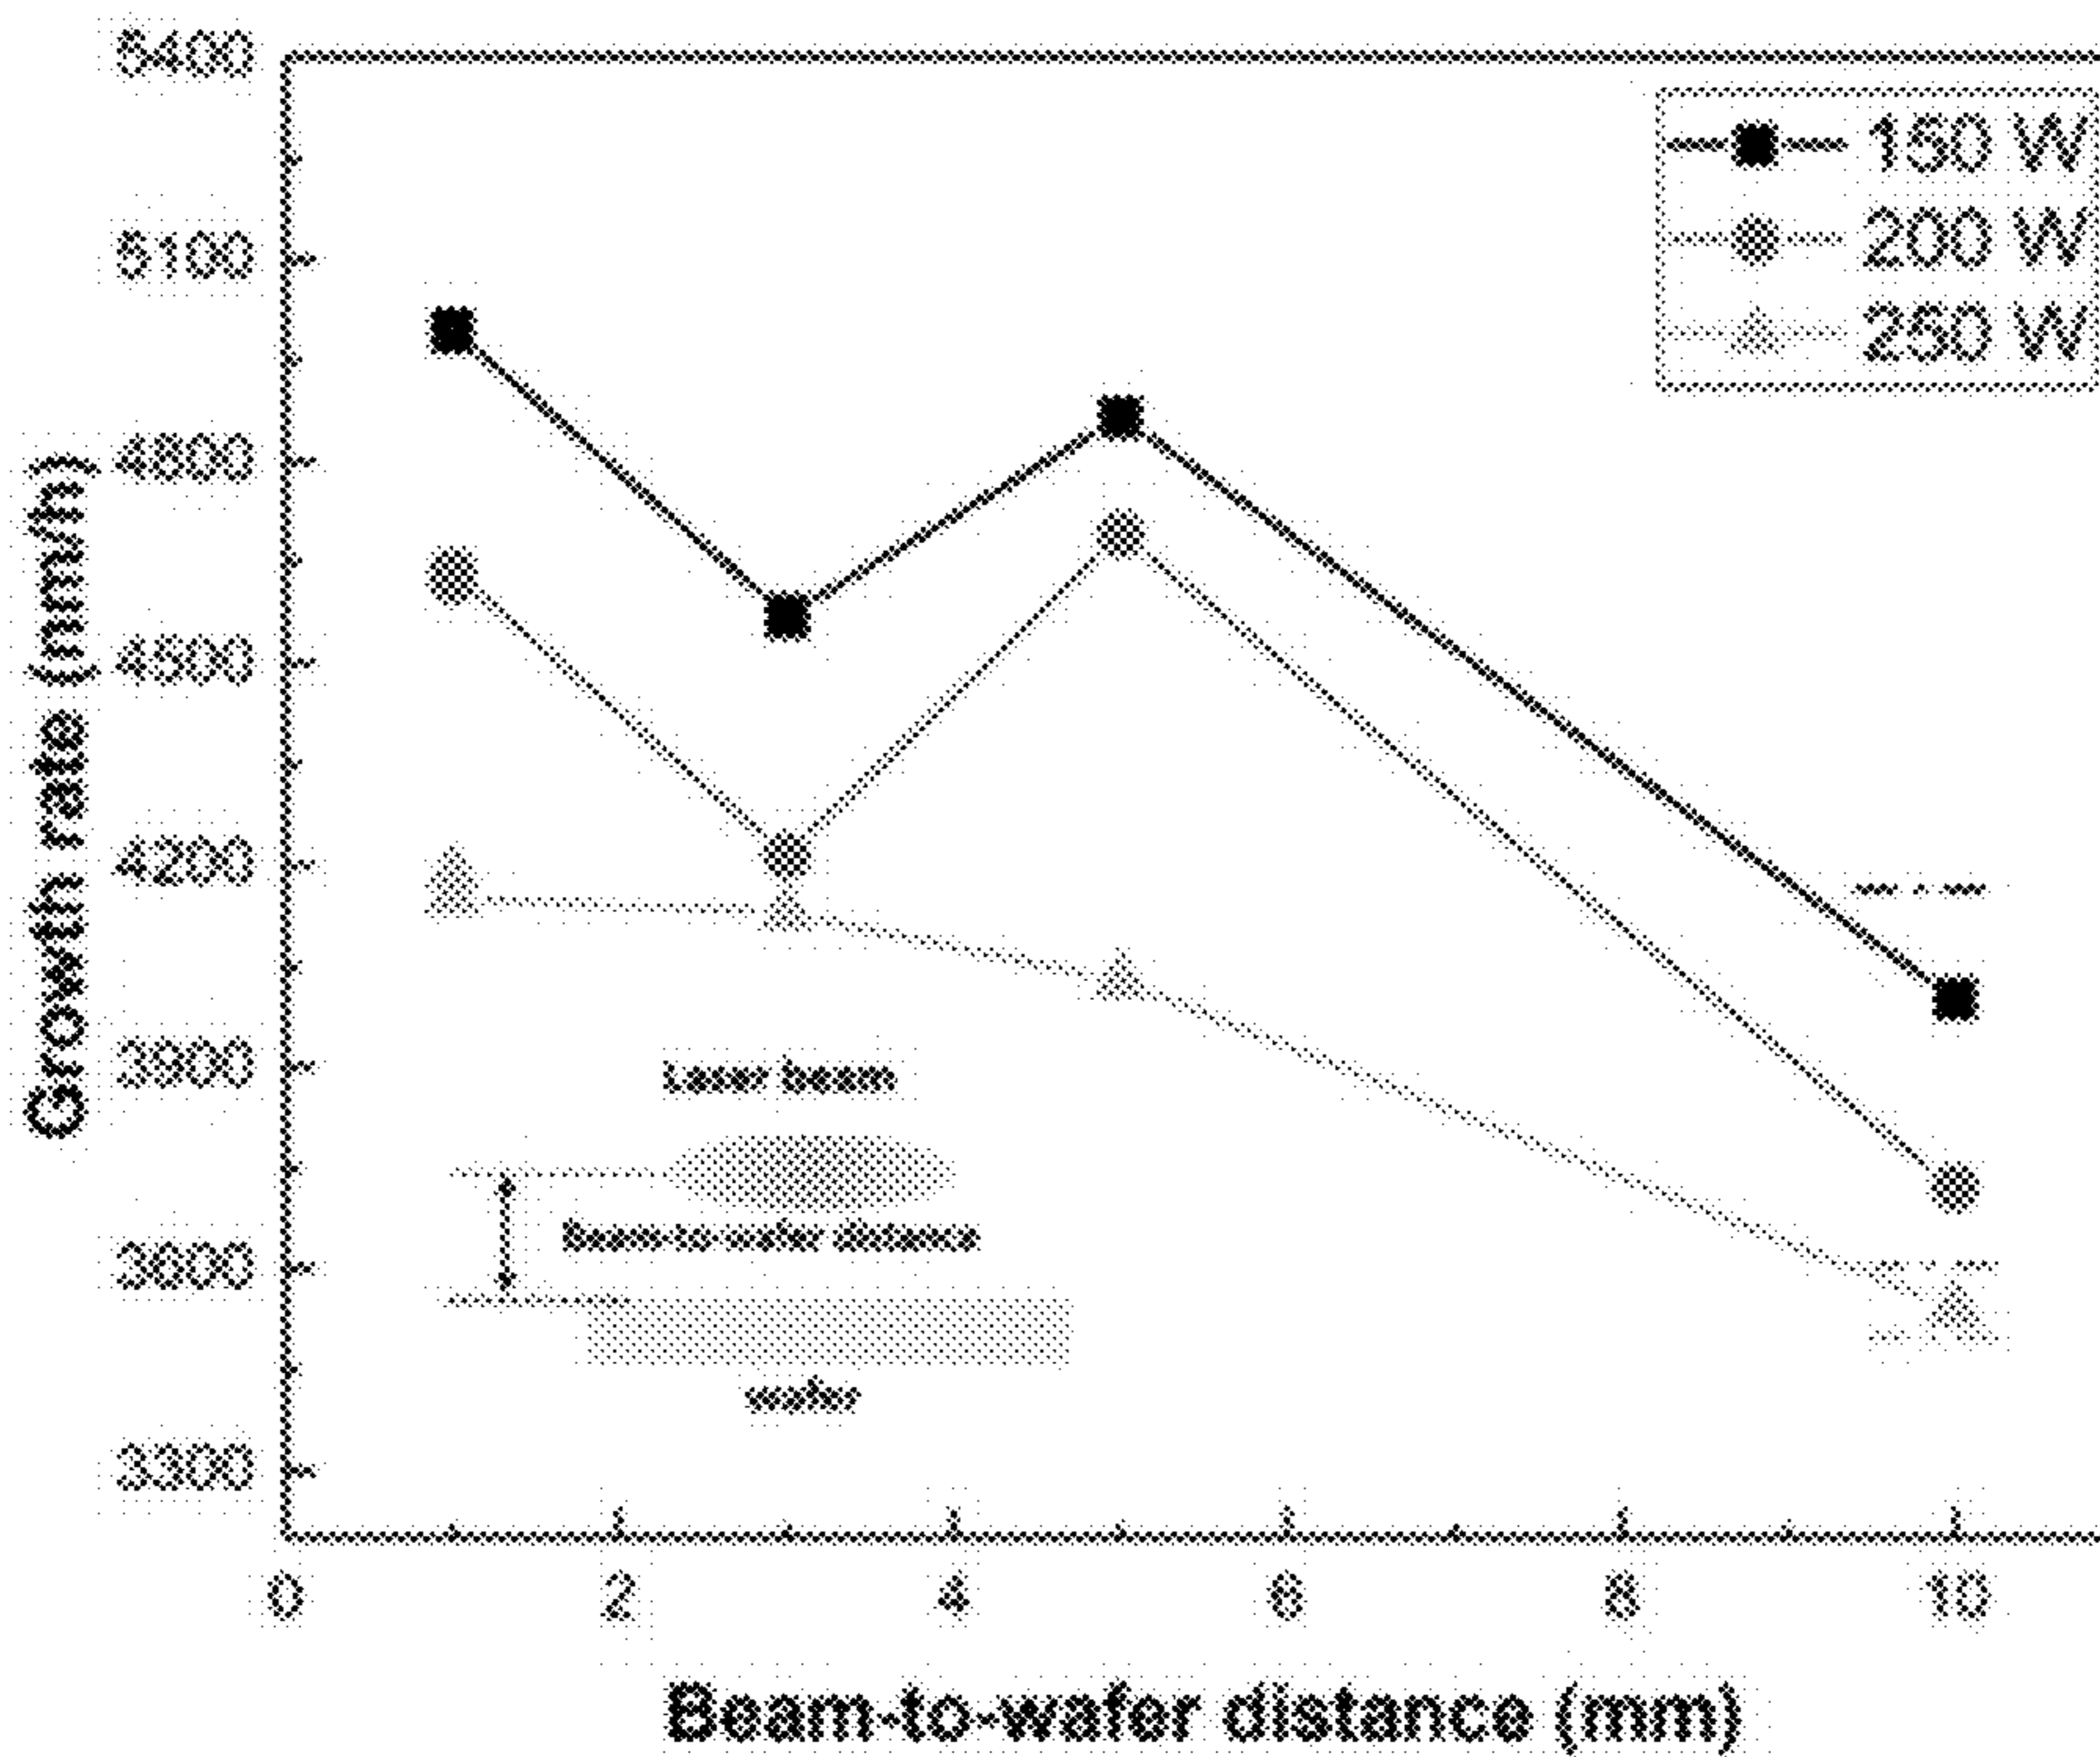 5400
5100
4800
4500
4200
3900
3600
3300
Growth rate (nm/h)
150 W
200 W
250 W
Laser beam
Beam-to-wafer distance
wafer
0 2 4 6 8 10
Beam-to-wafer distance (mm)